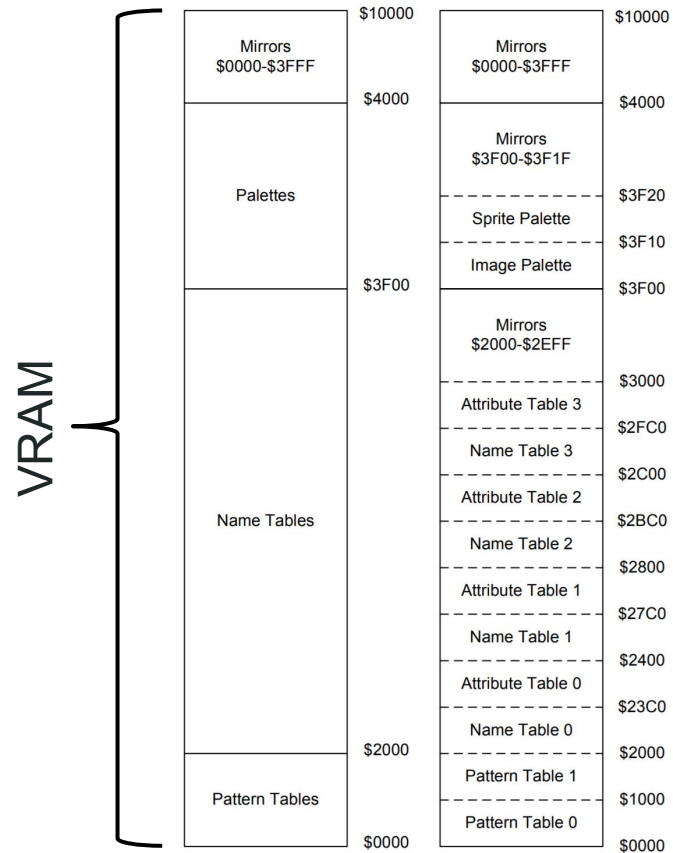 VRAM
$10000
Mirrors
$0000-$3FFF
$4000
Palettes
$3F00
Name Tables
$2000
Pattern Tables
$0000
$10000
Mirrors
$0000-$3FFF
$4000
Mirrors
$3F00-$3F1F
$3F20
Sprite Palette
$3F10
Image Palette
$3F00
Mirrors
$2000-$2EFF
$3000
Attribute Table 3
$2FC0
Name Table 3
$2C00
Attribute Table 2
$2BC0
Name Table 2
$2800
Attribute Table 1
$27C0
Name Table 1
$2400
Attribute Table 0
$23C0
Name Table 0
$2000
Pattern Table 1
$1000
Pattern Table 0
$0000